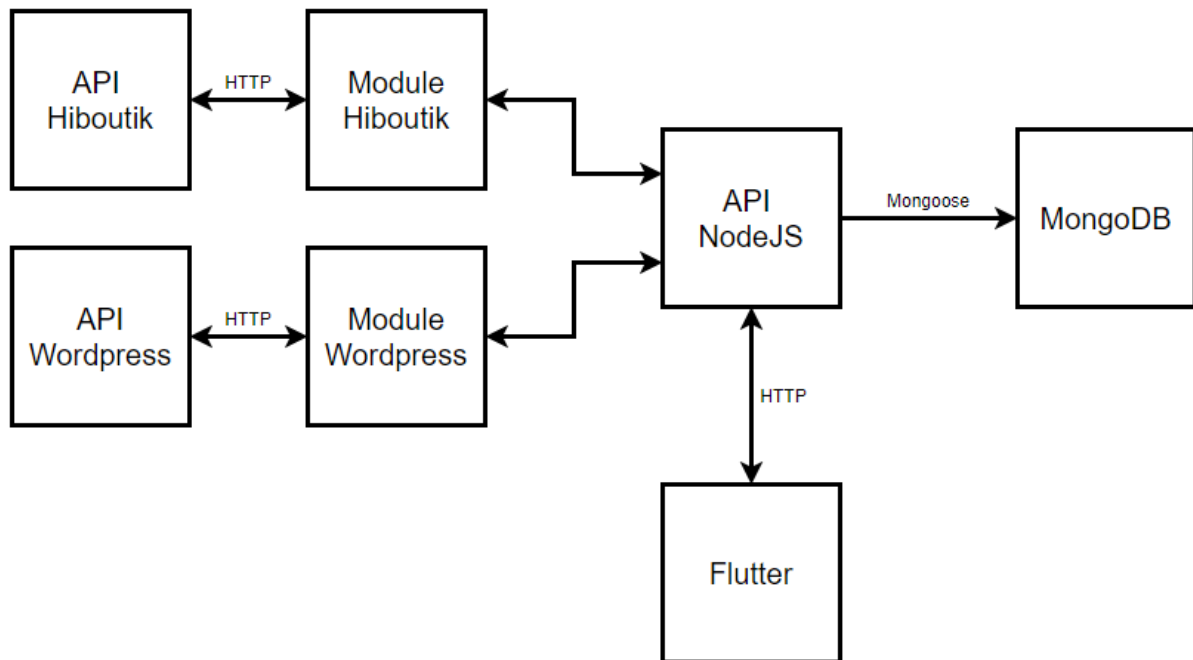 API
Hiboutik
HTTP
Module
Hiboutik
API
NodeJS
Mongoose
MongoDB
API
Wordpress
HTTP
Module
Wordpress
HTTP
Flutter